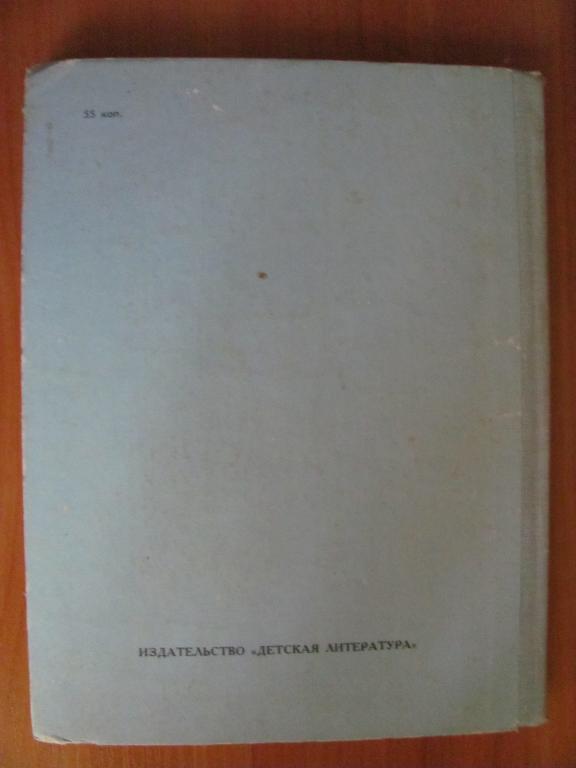 55 коп.
ИЗДАТЕЛЬСТВО «ДЕТСКАЯ ЛИТЕРАТУРА»